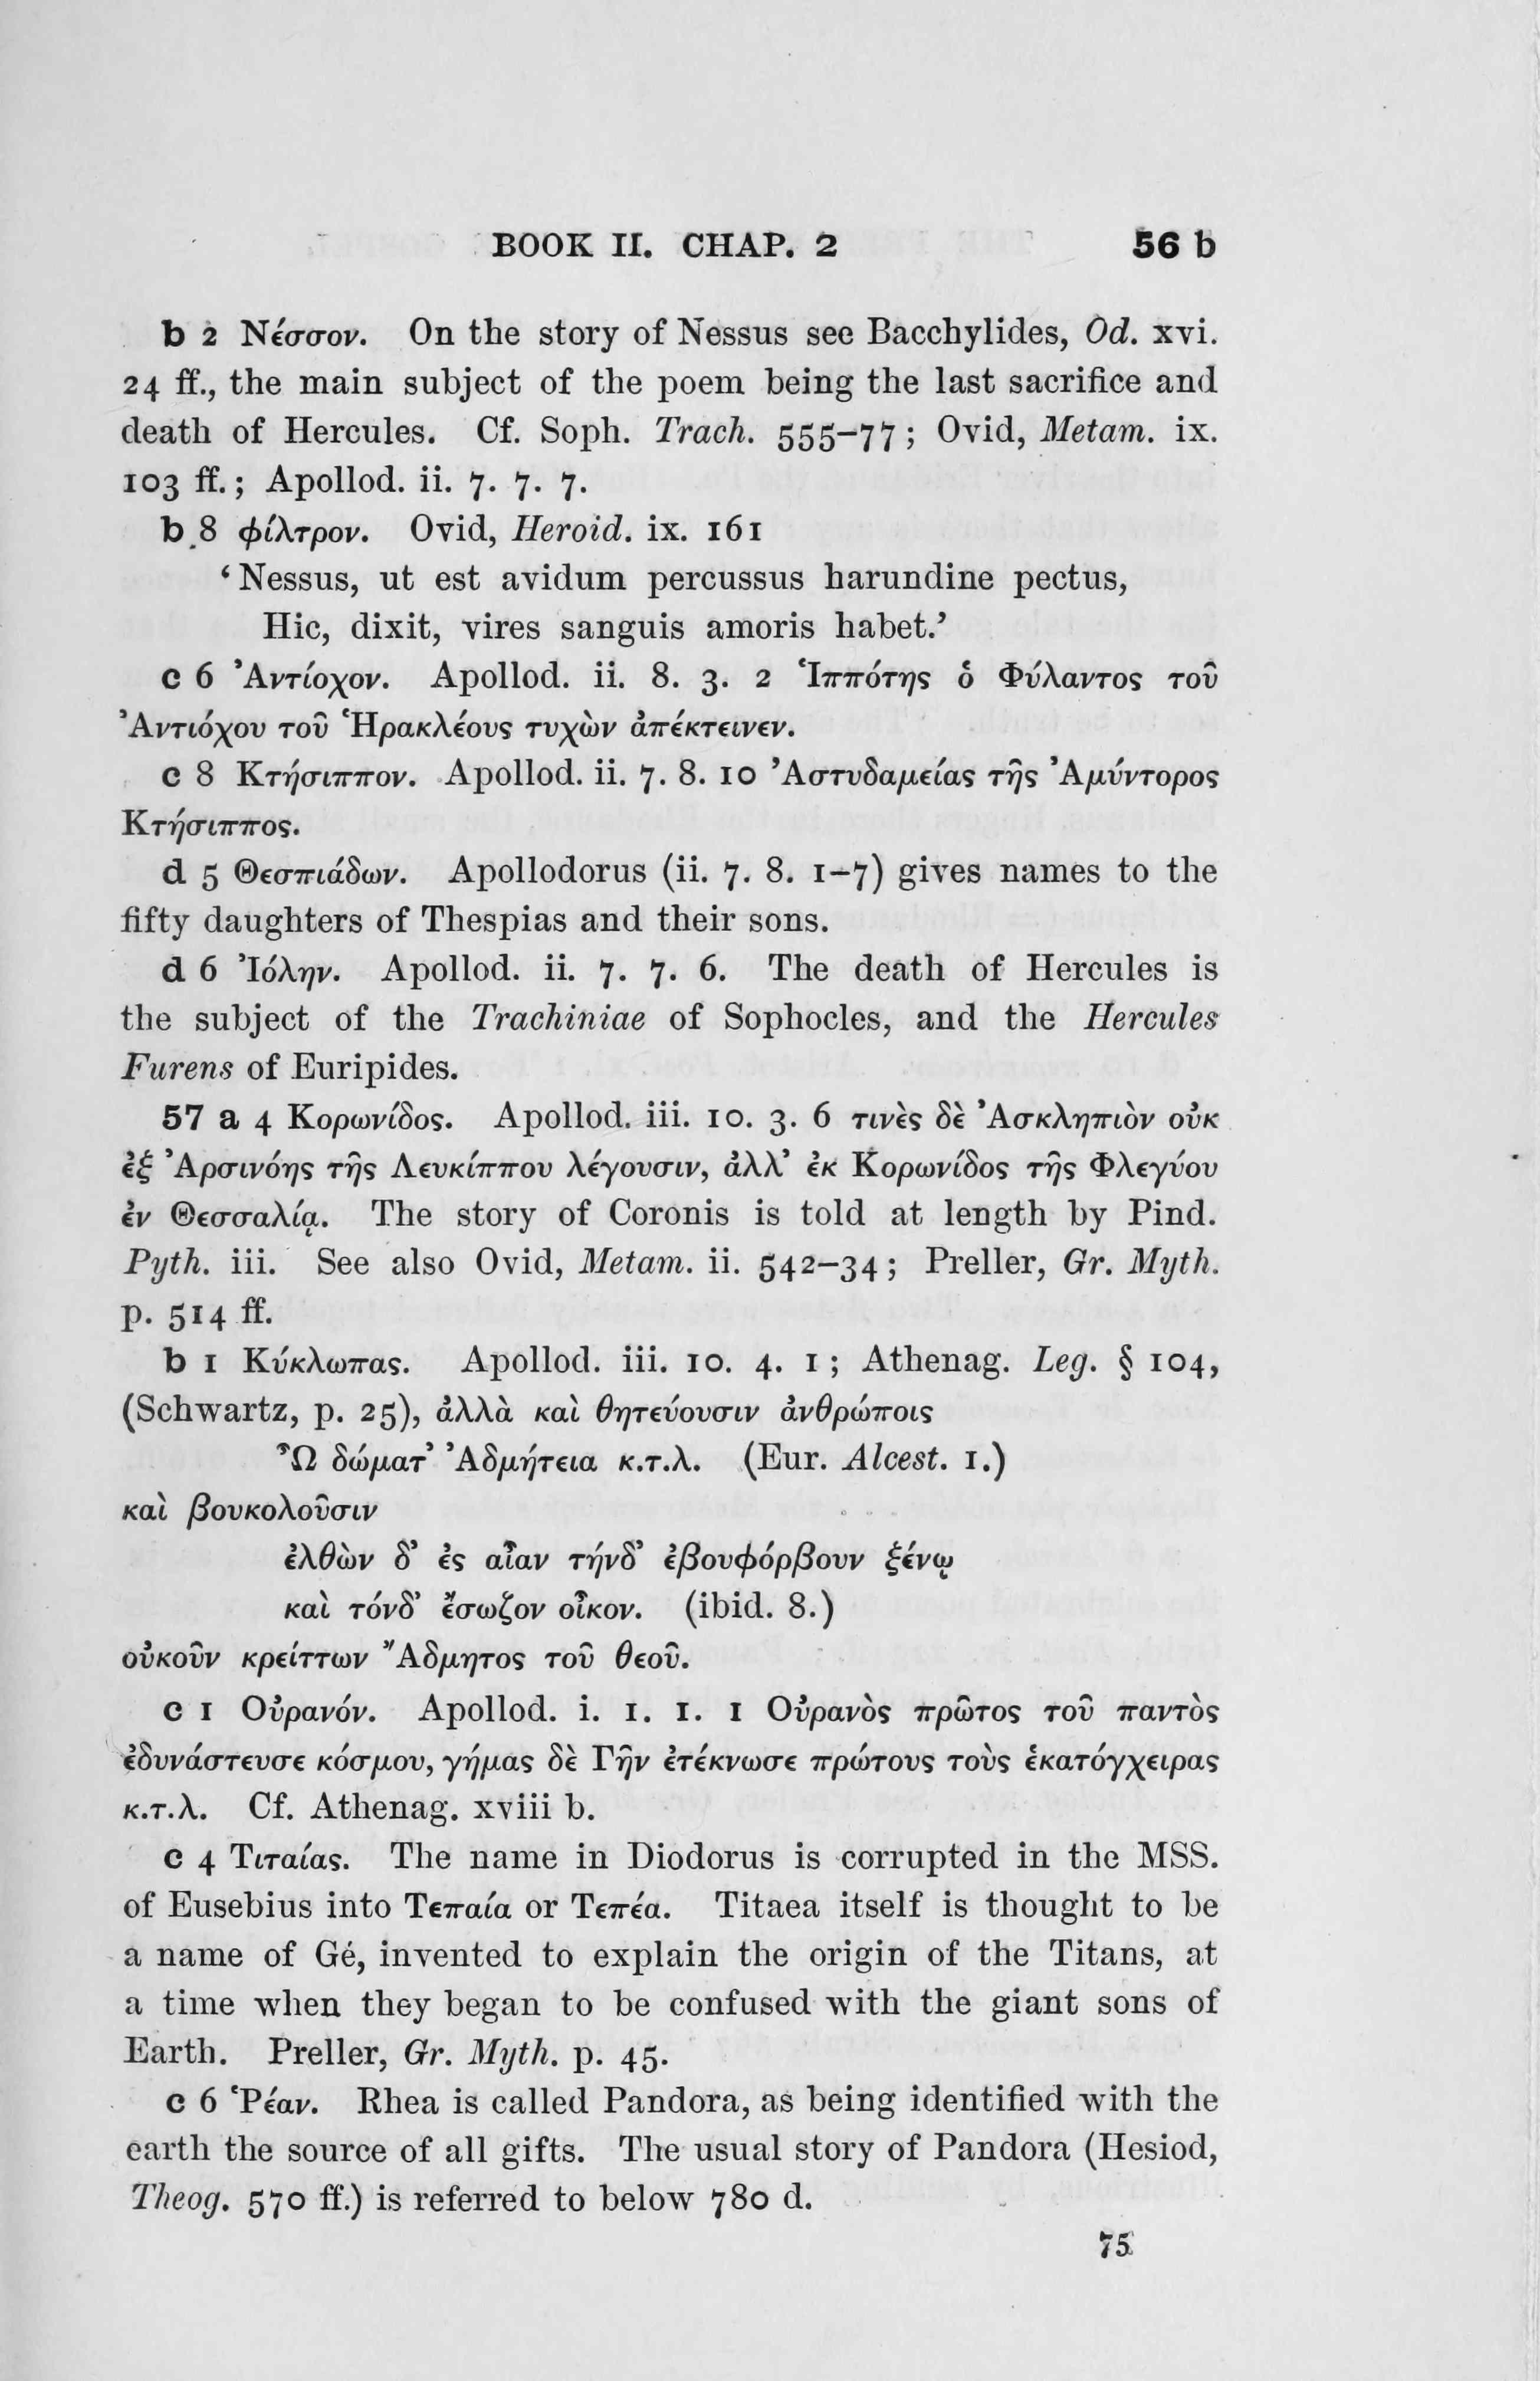 BOOK II. CHAP. 2 56 b
b 2 Νέσσον. On the story of Nessus see Bacchylides, Od. xvi.
24 ff., the main subject of the poem being the last sacrifice and
death of Hercules. Cf. Soph. Trach. 555–77; Ovid, Metam. ix.
103 ff.; Apollod. ii. 7. 7. 7.
b 8 φίλτρον. Ovid, Heroid. ix. 161
‘Nessus, ut est avidum percussus harundine pectus,
Hic, dixit, vires sanguis amoris habet.’
c 6 Ἀντίοχον. Apollod. ii. 8. 3. 2 Ἱππότης ὁ Φύλαντος τοῦ
Ἀντιόχου τοῦ Ἡρακλέους τυχὼν ἀπέκτεινεν.
c 8 Κτήσιππον. Apollod. ii. 7. 8. 10 Ἀστυδαμείας τῆς Ἀμύντορος
Κτήσιππος.
d 5 Θεσπιάδων. Apollodorus (ii. 7. 8. 1–7) gives names to the
fifty daughters of Thespias and their sons.
d 6 Ἰόλην. Apollod. ii. 7. 7. 6. The death of Hercules is
the subject of the Trachiniae of Sophocles, and the Hercules
Furens of Euripides.
57 a 4 Κορωνίδος. Apollod. iii. 10. 3. 6 τινὲς δὲ Ἀσκληπιὸν οὐκ
ἐξ Ἀρσινόης τῆς Λευκίππου λέγουσιν, ἀλλ’ ἐκ Κορωνίδος τῆς Φλεγύου
ἐν Θεσσαλίᾳ. The story of Coronis is told at length by Pind.
Pyth. iii. See also Ovid, Metam. ii. 542–34; Preller, Gr. Myth.
p. 514 ff.
b 1 Κύκλωπας. Apollod. iii. 10. 4. 1; Athenag. Leg. § 104,
(Schwartz, p. 25), ἀλλὰ καὶ θητεύουσιν ἀνθρώποις
Ὦ δώματ’ Ἀδμήτεια κ.τ.λ. (Eur. Alcest. 1.)
καὶ βουκολοῦσιν
ἐλθὼν δ’ ἐς αἶαν τήνδ’ ἐβουφόρβουν ξένῳ
καὶ τόνδ’ ἔσωζον οἶκον. (ibid. 8.)
οὐκοῦν κρείττων Ἄδμητος τοῦ θεοῦ.
c 1 Οὐρανόν. Apollod. i. 1. 1. 1 Οὐρανὸς πρῶτος τοῦ παντὸς
ἐδυνάστευσε κόσμου, γήμας δὲ Γῆν ἐτέκνωσε πρώτους τοὺς ἑκατόγχειρας
κ.τ.λ. Cf. Athenag. xviii b.
c 4 Τιταίας. The name in Diodorus is corrupted in the MSS.
of Eusebius into Τεπαία or Τεπέα. Titaea itself is thought to be
a name of Gé, invented to explain the origin of the Titans, at
a time when they began to be confused with the giant sons of
Earth. Preller, Gr. Myth. p. 45.
c 6 Ῥέαν. Rhea is called Pandora, as being identified with the
earth the source of all gifts. The usual story of Pandora (Hesiod,
Theog. 570 ff.) is referred to below 780 d.
75